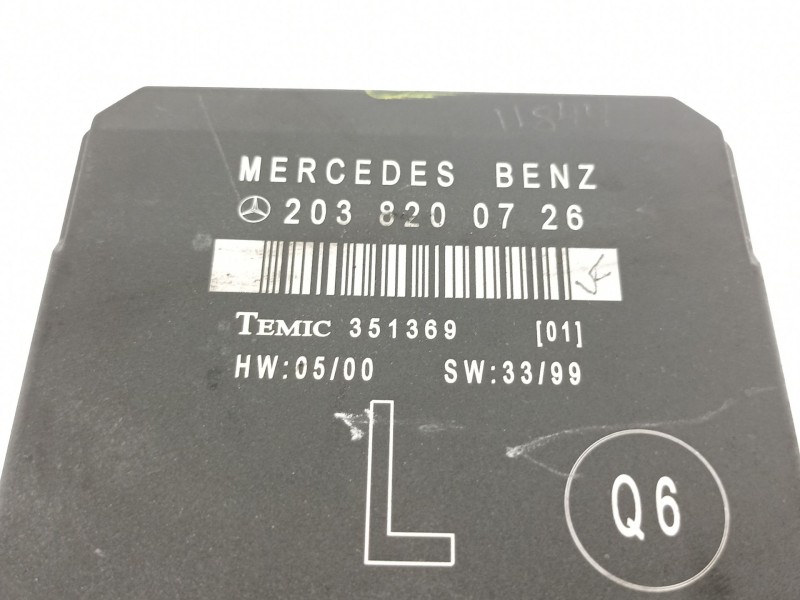 MERCEDES BENZ
203 820 07 26
TEMIC 351369 [01]
HW:05/00 SW:33/99
L
Q6